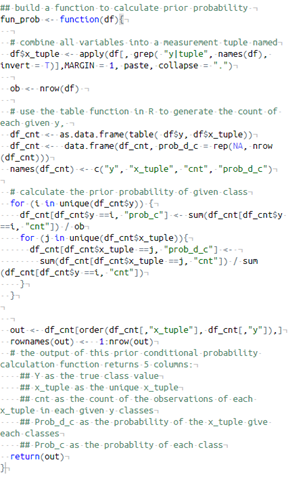 ## build a function to calculate prior probability
fun_prob <- function(df){
# combine all variables into a measurement tuple named
df$x_tuple <- apply(df[, grep( "y|tuple", names(df),
invert = T)],MARGIN = 1, paste, collapse = ".")
ob <- nrow(df)
# use the table function in R to generate the count of
each given y,
df_cnt <- as.data.frame(table( df$y, df$x_tuple))
df_cnt <- data.frame(df_cnt, prob_d_c = rep(NA, nrow
(df_cnt)))
names(df_cnt) <-c("y", "x_tuple", "cnt", "prob_d_c")
# calculate the prior probability of given class
for (i in unique(df_cnt$y)) {
df_cnt[df_cnt$y ==i, "prob_c"] <- sum(df_cnt[df_cnt$y
==i, "cnt"]) / ob
for (j in unique(df_cnt$x_tuple)){
df_cnt[df_cnt$x_tuple ==j, "prob_d_c"] <-
sum(df_cnt[df_cnt$x_tuple ==j, "cnt"]) / sum
(df_cnt[df_cnt$y ==i, "cnt"])
}
}
out <- df_cnt[order(df_cnt[,"x_tuple"], df_cnt[,"y"]),]
rownames(out) <- 1:nrow(out)
# the output of this prior conditional probability
calculation function returns 5 columns:
## Y as the true class value
## x_tuple as the unique x_tuple
## cnt as the count of the observations of each
x_tuple in each given y classes
## Prob_d_c as the probability of the x_tuple give
each classes
## Prob_c as the probablity of each class
return(out)
}